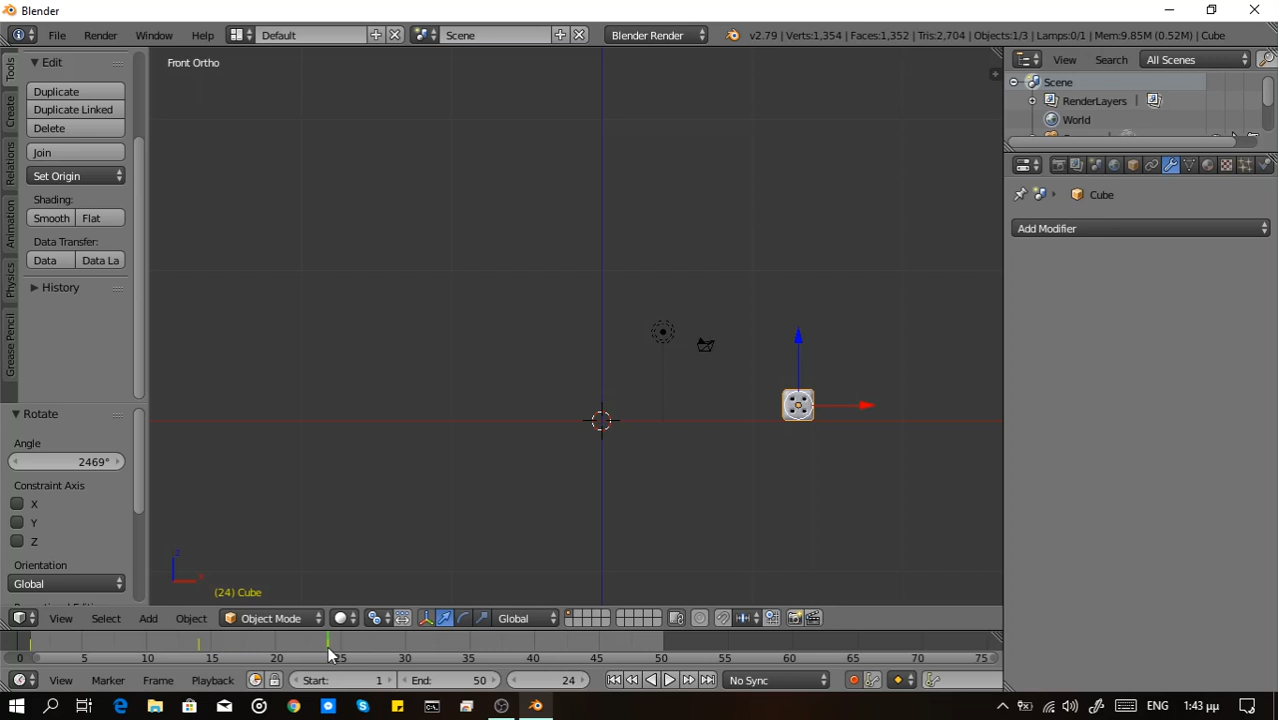 Blender
File Render Window Help Default Scene Blender Render v2.79 | Verts:1,354 | Faces:1,352 | Tris:2,704 | Objects:1/3 | Lamps:0/1 | Mem:9.85M (0.52M) | Cube
Tools
Create
Relations
Animation
Physics
Grease Pencil
Edit
Duplicate
Duplicate Linked
Delete
Join
Set Origin
Shading:
Smooth Flat
Data Transfer:
Data Data La
History
Rotate
Angle
2469°
Constraint Axis
X
Y
Z
Orientation
Global
Front Ortho
z
x
(24) Cube
View Search All Scenes
Scene
RenderLayers |
World
Cube
Add Modifier
View Select Add Object Object Mode Global
0 5 10 15 20 25 30 35 40 45 50 55 60 65 70 75
View Marker Frame Playback Start: 1 End: 50 24 No Sync
ENG 1:43 μμ